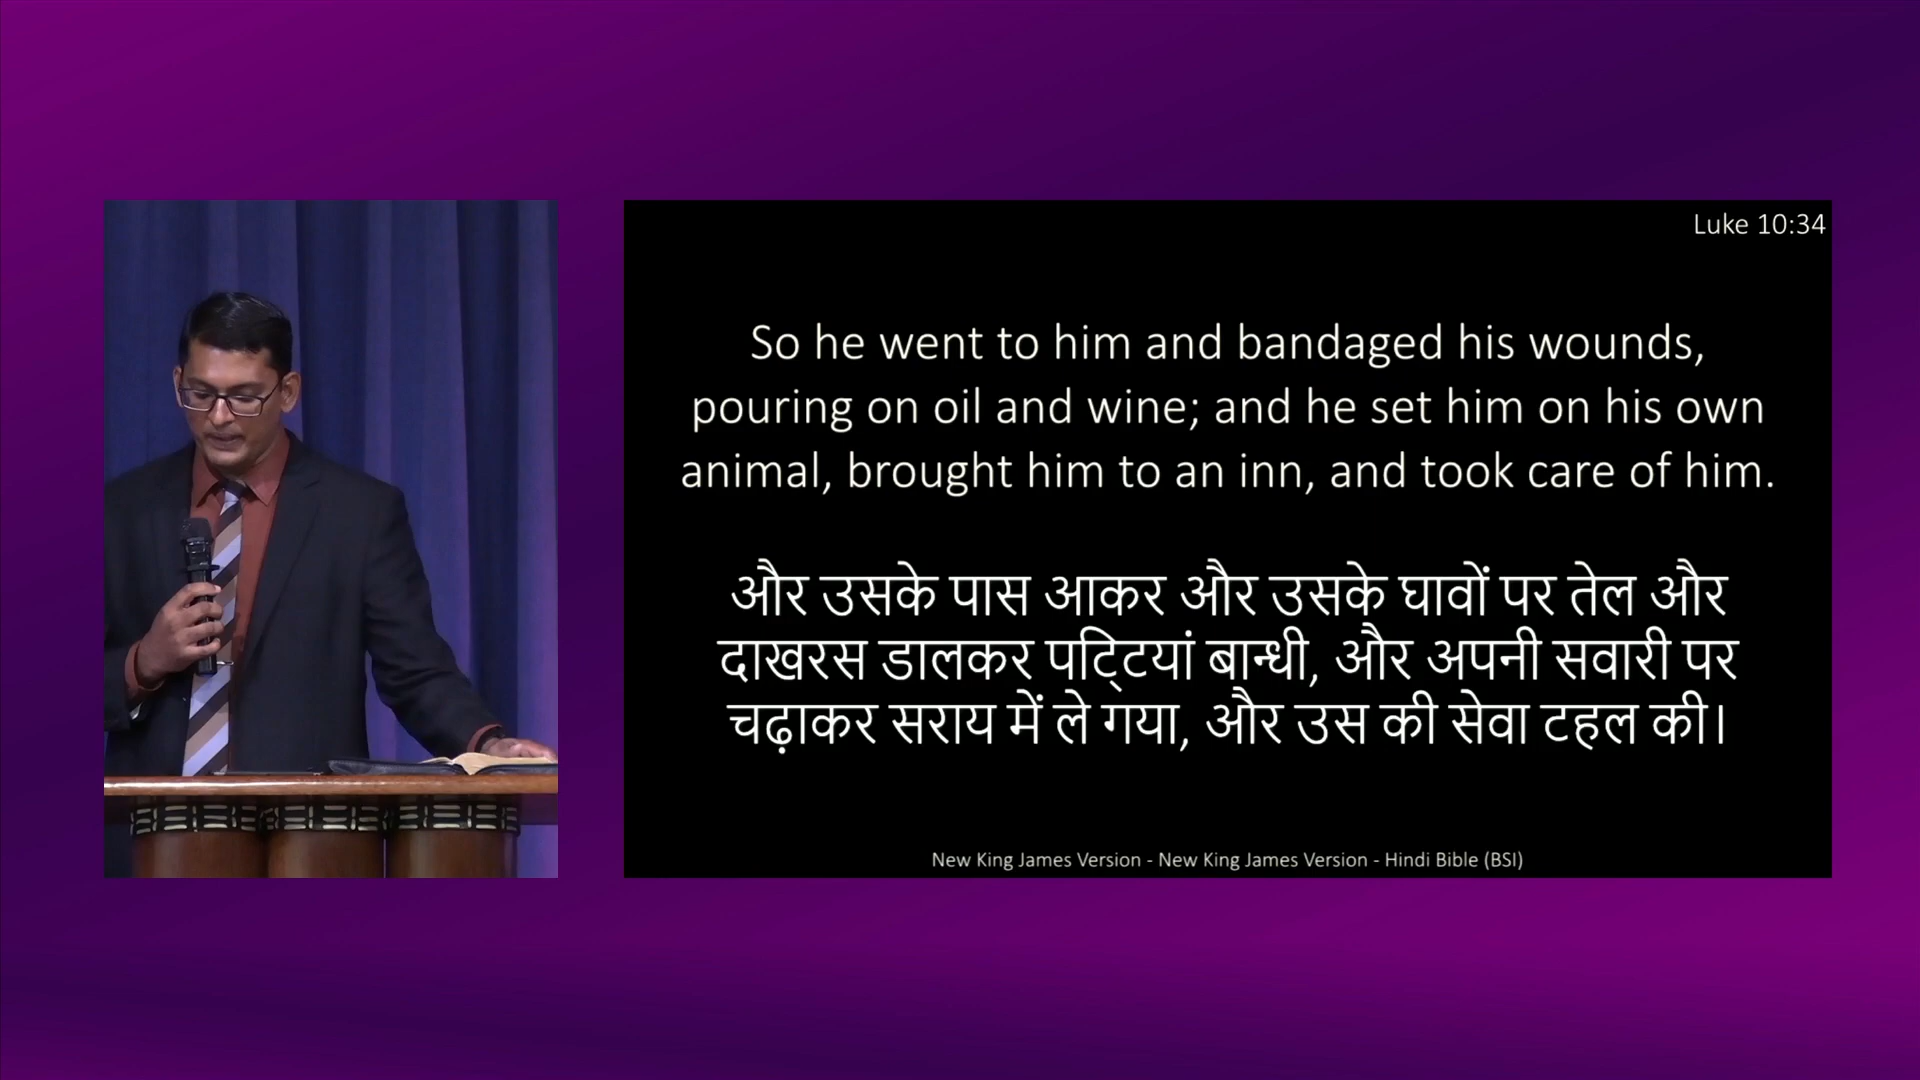 Luke 10:34
So he went to him and bandaged his wounds,
pouring on oil and wine; and he set him on his own
animal, brought him to an inn, and took care of him.
और उसके पास आकर और उसके घावों पर तेल और
दाखरस डालकर पट्टियां बान्धी, और अपनी सवारी पर
चढ़ाकर सराय में ले गया, और उस की सेवा टहल की।
New King James Version - New King James Version - Hindi Bible (BSI)